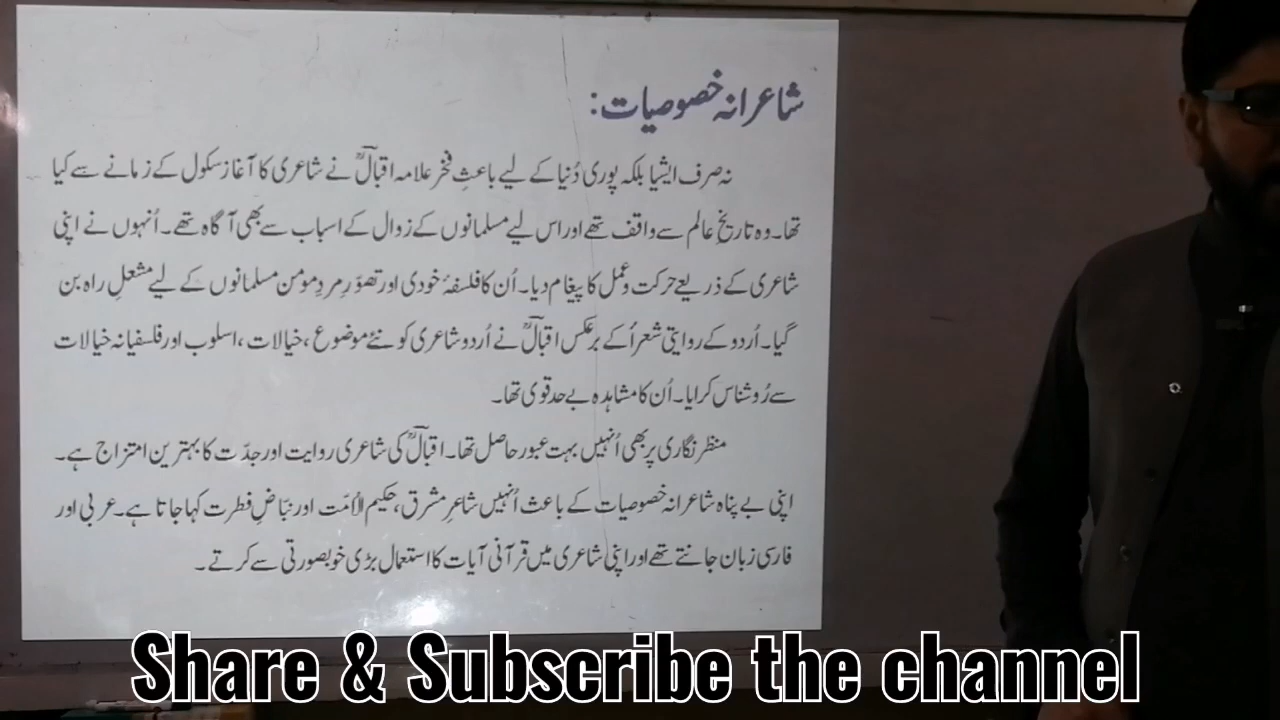 شاعرانہ خصوصیات:
نہ صرف ایشیا بلکہ پوری دُنیا کے لیے باعثِ فخر علامہ اقبالؒ نے شاعری کا آغاز سکول کے زمانے سے کیا
تھا۔ وہ تاریخِ عالم سے واقف تھے اور اس لیے مسلمانوں کے زوال کے اسباب سے بھی آگاہ تھے۔ اُنہوں نے اپنی
شاعری کے ذریعے حرکت و عمل کا پیغام دیا۔ اُن کا فلسفۂ خودی اور تصوّرِ مردِ مومن مسلمانوں کے لیے مشعلِ راہ بن
گیا۔ اُردو کے روایتی شعرأ کے برعکس اقبالؒ نے اُردو شاعری کو نئے موضوع، خیالات، اسلوب اور فلسفیانہ خیالات
سے رُوشناس کرایا۔ اُن کا مشاہدہ بے حد قوی تھا۔
منظر نگاری پر بھی اُنہیں بہت عبور حاصل تھا۔ اقبالؒ کی شاعری روایت اور جدّت کا بہترین امتزاج ہے۔
اپنی بے پناہ شاعرانہ خصوصیات کے باعث اُنہیں شاعرِ مشرق، حکیم الاُمّت اور نبّاضِ فطرت کہا جاتا ہے۔ عربی اور
فارسی زبان جانتے تھے اور اپنی شاعری میں قرآنی آیات کا استعمال بڑی خوبصورتی سے کرتے۔
Share & Subscribe the channel